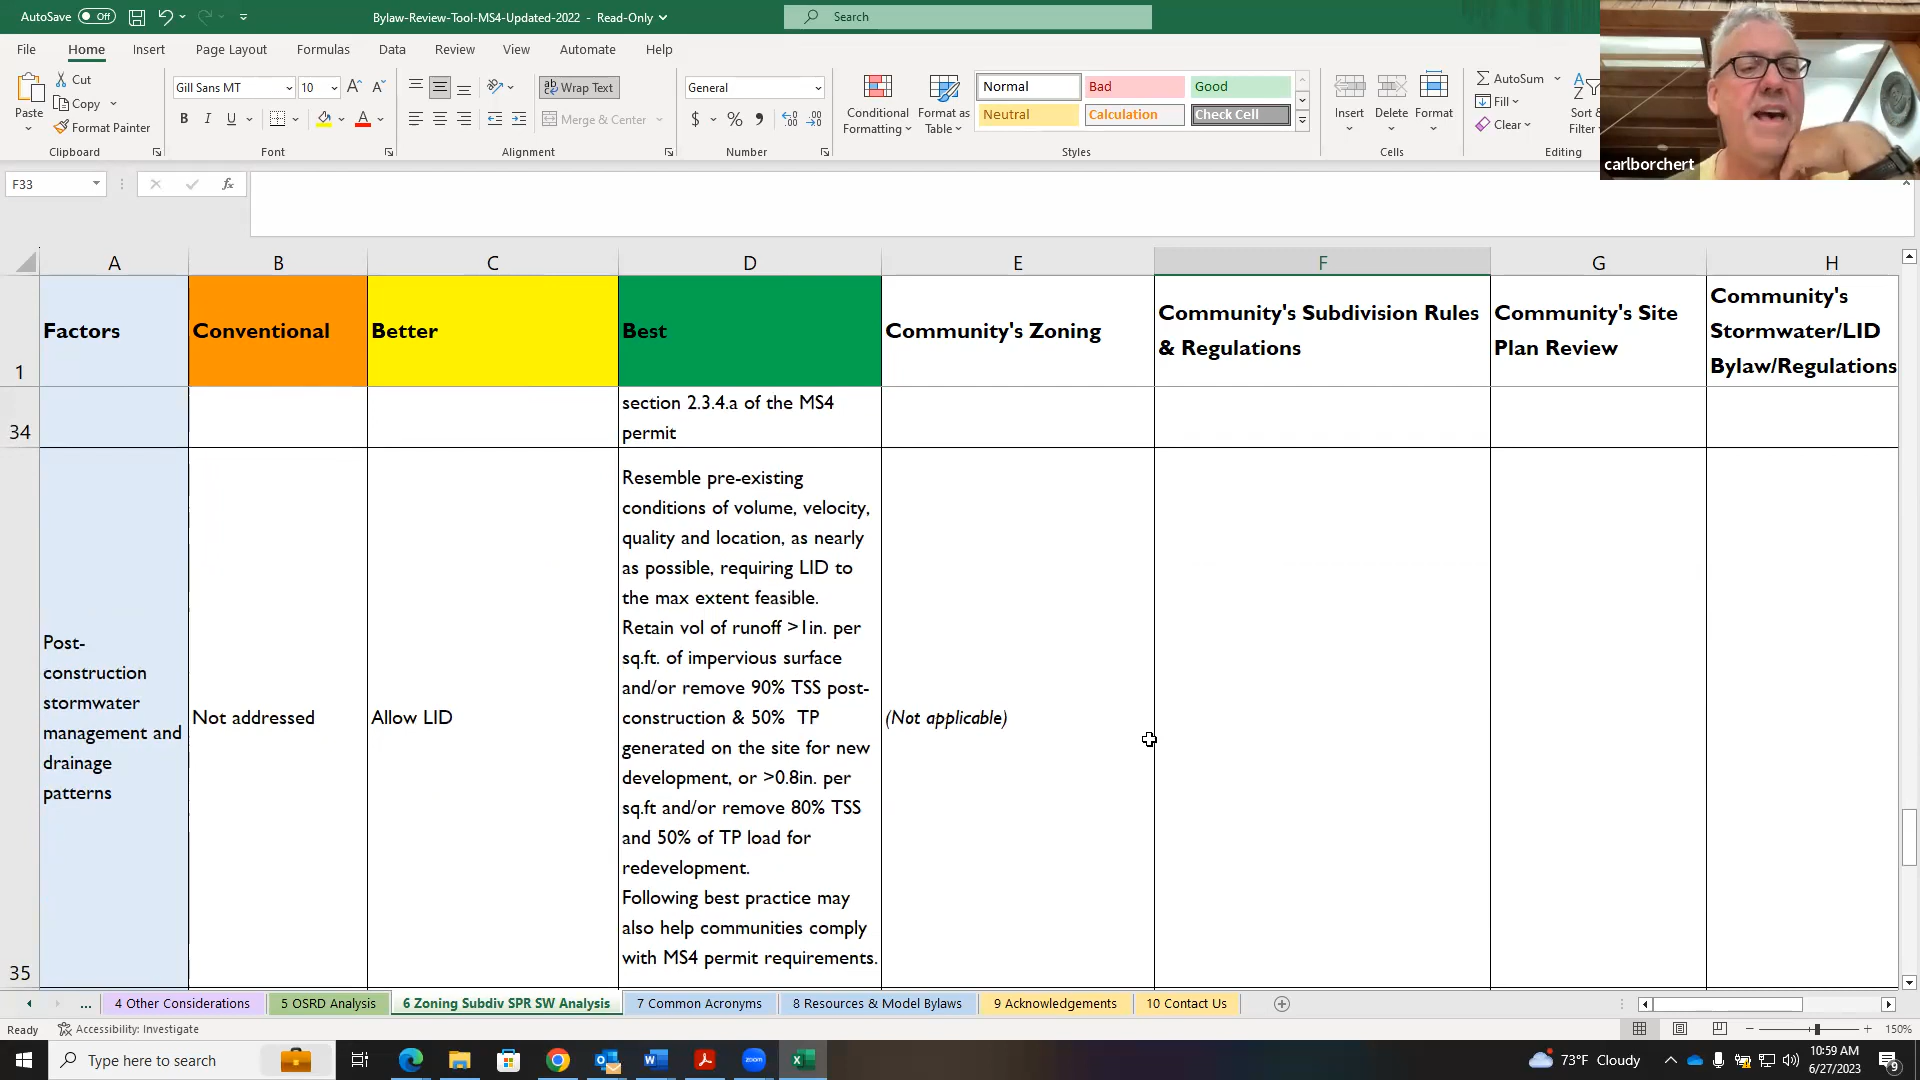 AutoSave Off
Bylaw-Review-Tool-MS4-Updated-2022 - Read-Only
Search
File Home Insert Page Layout Formulas Data Review View Automate Help
Paste
Cut
Copy
Format Painter
Clipboard
Gill Sans MT 10
B I U
Font
Wrap Text
Merge & Center
Alignment
General
$ %
Number
Conditional
Formatting
Format as
Table
Normal Bad Good
Neutral Calculation Check Cell
Styles
Insert Delete Format
Cells
AutoSum
Fill
Clear
Sort &
Filter
Editing
carlborchert
F33
fx
A B C D E F G H
1
Factors
Conventional
Better
Best
Community's Zoning
Community's Subdivision Rules
& Regulations
Community's Site
Plan Review
Community's
Stormwater/LID
Bylaw/Regulations
34
section 2.3.4.a of the MS4
permit
35
Post-
construction
stormwater
management and
drainage
patterns
Not addressed
Allow LID
Resemble pre-existing
conditions of volume, velocity,
quality and location, as nearly
as possible, requiring LID to
the max extent feasible.
Retain vol of runoff >1in. per
sq.ft. of impervious surface
and/or remove 90% TSS post-
construction & 50%  TP
generated on the site for new
development, or >0.8in. per
sq.ft and/or remove 80% TSS
and 50% of TP load for
redevelopment.
Following best practice may
also help communities comply
with MS4 permit requirements.
(Not applicable)
... 4 Other Considerations 5 OSRD Analysis 6 Zoning Subdiv SPR SW Analysis 7 Common Acronyms 8 Resources & Model Bylaws 9 Acknowledgements 10 Contact Us
Ready Accessibility: Investigate
150%
Type here to search
zoom
73°F Cloudy
10:59 AM
6/27/2023
9